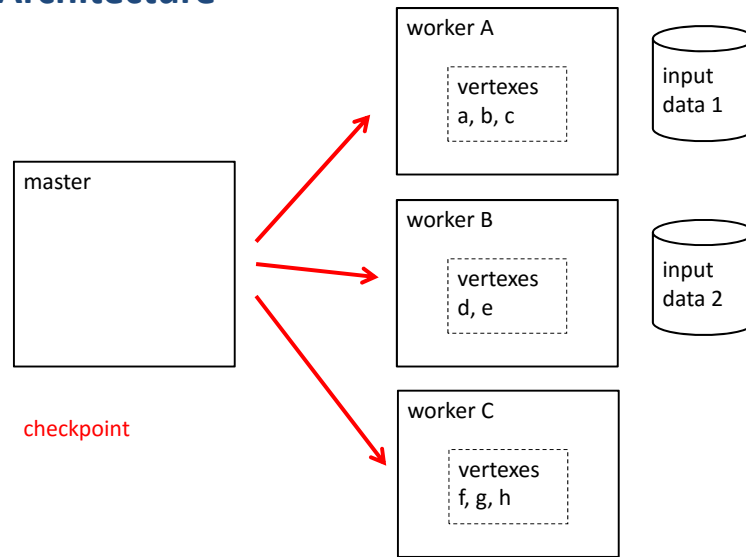 Architecture
worker A
vertexes
a, b, c
input
data 1
master
worker B
vertexes
d, e
input
data 2
checkpoint
worker C
vertexes
f, g, h